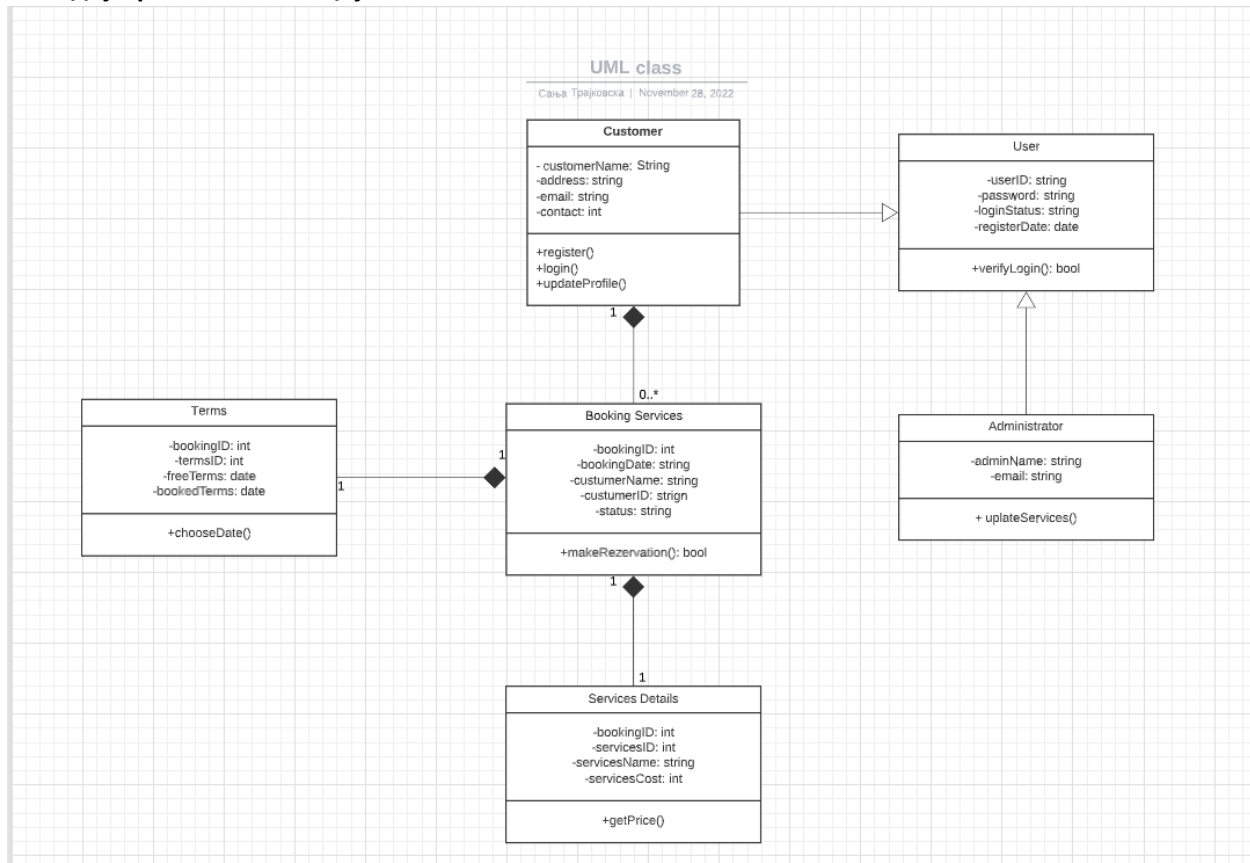 UML class
Сања Трајковска | November 28, 2022
Customer
- customerName: String
-address: string
-email: string
-contact: int
+register()
+login()
+updateProfile()
User
-userID: string
-password: string
-loginStatus: string
-registerDate: date
+verifyLogin(): bool
1
0..*
Terms
-bookingID: int
-termsID: int
-freeTerms: date
-bookedTerms: date
+chooseDate()
1
1
Booking Services
-bookingID: int
-bookingDate: string
-custumerName: string
-custumerID: strign
-status: string
+makeRezervation(): bool
Administrator
-adminName: string
-email: string
+ uplateServices()
1
1
Services Details
-bookingID: int
-servicesID: int
-servicesName: string
-servicesCost: int
+getPrice()